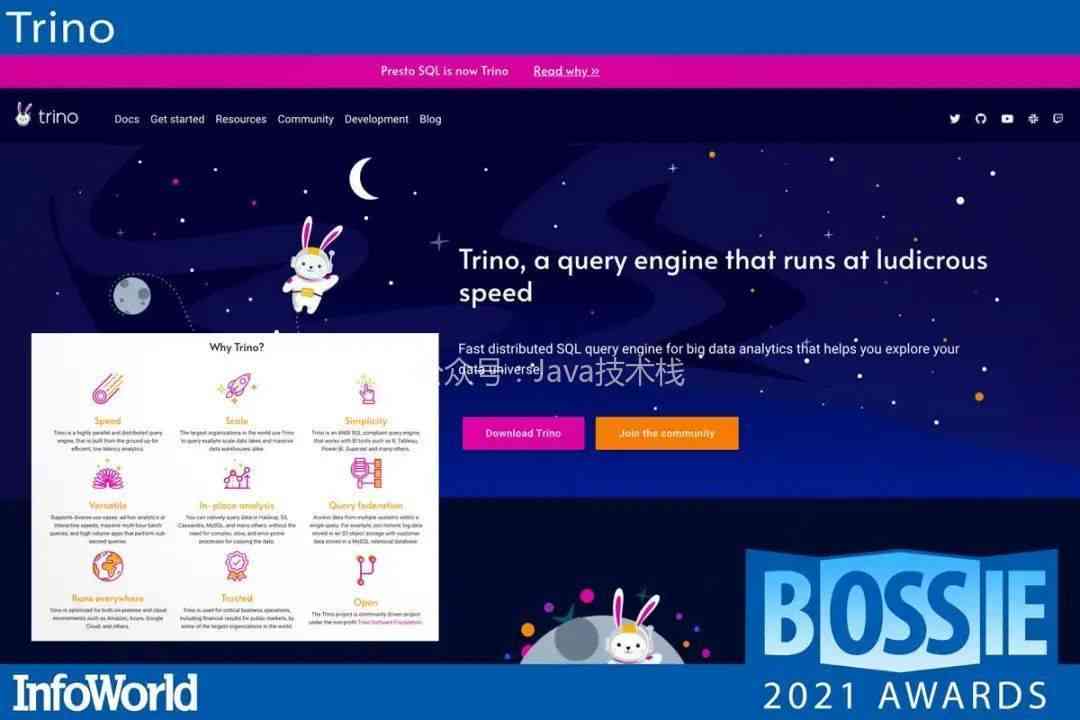 Trino
Presto SQL is now Trino Read why »
trino Docs Get started Resources Community Development Blog
Trino, a query engine that runs at ludicrous
speed
Fast distributed SQL query engine for big data analytics that helps you explore your
data universe.
公众号：Java技术栈
Download Trino Join the community
Why Trino?
Speed
Trino is a highly parallel and distributed query
engine, that is built from the ground up for
efficient, low latency analytics.
Scale
The largest organizations in the world use Trino
to query exabyte scale data lakes and massive
data warehouses alike.
Simplicity
Trino is an ANSI SQL compliant query engine,
that works with BI tools such as R, Tableau,
Power BI, Superset and many others.
Versatile
Supports diverse use cases: ad-hoc analytics at
interactive speeds, massive multi-hour batch
queries, and high volume apps that perform sub-
second queries.
In-place analysis
You can natively query data in Hadoop, S3,
Cassandra, MySQL, and many others, without the
need for complex, slow, and error-prone
processes for copying the data.
Query federation
Access data from multiple systems within a
single query. For example, join historic log data
stored in an S3 object storage with customer
data stored in a MySQL relational database.
Runs everywhere
Trino is optimized for both on-premise and cloud
environments such as Amazon, Azure, Google
Cloud, and others.
Trusted
Trino is used for critical business operations,
including financial results for public markets, by
some of the largest organizations in the world.
Open
The Trino project is community driven project
under the non-profit Trino Software Foundation.
BOSSIE
2021 AWARDS
InfoWorld